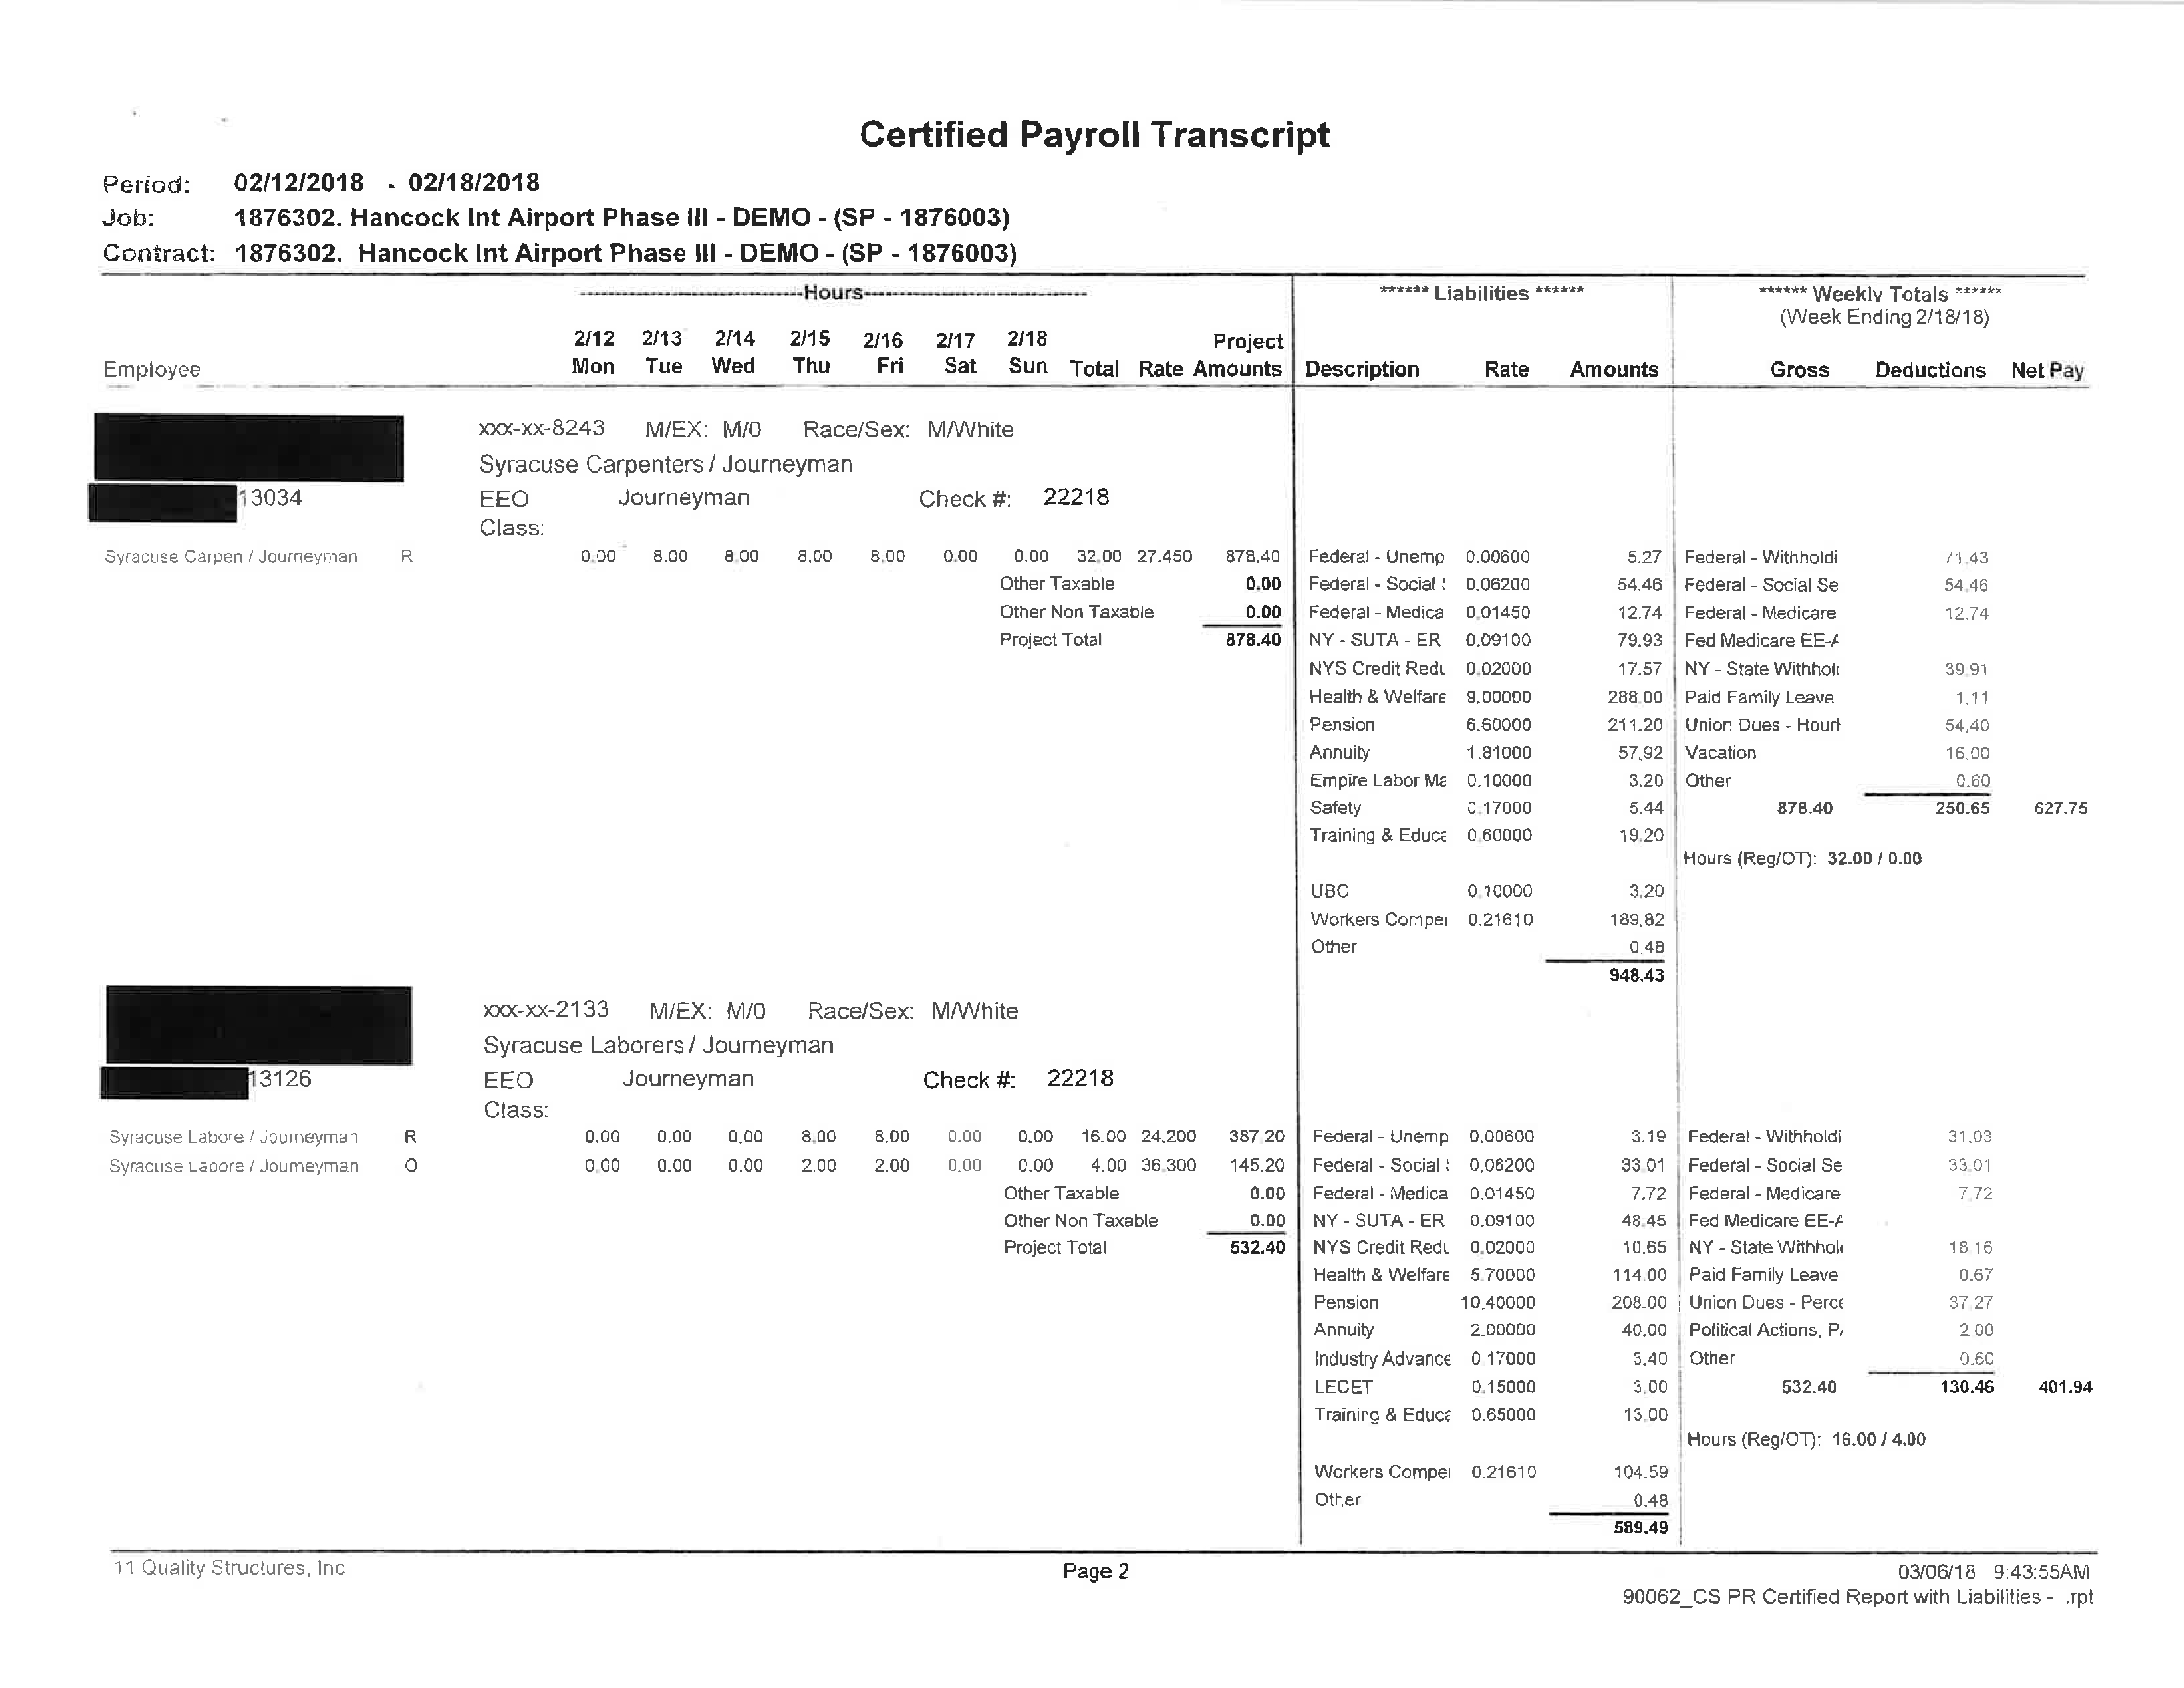 Certified Payroll Transcript
Period: 02/12/2018 - 02/18/2018
Job: 1876302. Hancock Int Airport Phase III - DEMO - (SP - 1876003)
Contract: 1876302. Hancock Int Airport Phase III - DEMO - (SP - 1876003)
Hours ****** Liabilities ****** ****** Weekly Totals ******
(Week Ending 2/18/18)
2/12 2/13 2/14 2/15 2/16 2/17 2/18 Project
Employee Mon Tue Wed Thu Fri Sat Sun Total Rate Amounts Description Rate Amounts Gross Deductions Net Pay
xxx-xx-8243 M/EX: M/0 Race/Sex: M/White
Syracuse Carpenters / Journeyman
13034 EEO Journeyman Check #: 22218
Class:
Syracuse Carpen / Journeyman R 0.00 8.00 8.00 8.00 8.00 0.00 0.00 32.00 27.450 878.40 Federal - Unemp 0.00600 5.27 Federal - Withholdi 71.43
Other Taxable 0.00 Federal - Social 0.06200 54.46 Federal - Social Se 54.46
Other Non Taxable 0.00 Federal - Medica 0.01450 12.74 Federal - Medicare 12.74
Project Total 878.40 NY - SUTA - ER 0.09100 79.93 Fed Medicare EE-A
NYS Credit Redu 0.02000 17.57 NY - State Withhol 39.91
Health & Welfare 9.00000 288.00 Paid Family Leave 1.11
Pension 6.60000 211.20 Union Dues - Hourl 54.40
Annuity 1.81000 57.92 Vacation 16.00
Empire Labor Ma 0.10000 3.20 Other 0.60
Safety 0.17000 5.44 878.40 250.65 627.75
Training & Educa 0.60000 19.20
Hours (Reg/OT): 32.00 / 0.00
UBC 0.10000 3.20
Workers Compe 0.21610 189.82
Other 0.48
948.43
xxx-xx-2133 M/EX: M/0 Race/Sex: M/White
Syracuse Laborers / Journeyman
13126 EEO Journeyman Check #: 22218
Class:
Syracuse Labore / Journeyman R 0.00 0.00 0.00 8.00 8.00 0.00 0.00 16.00 24.200 387.20 Federal - Unemp 0.00600 3.19 Federal - Withholdi 31.03
Syracuse Labore / Journeyman O 0.00 0.00 0.00 2.00 2.00 0.00 0.00 4.00 36.300 145.20 Federal - Social 0.06200 33.01 Federal - Social Se 33.01
Other Taxable 0.00 Federal - Medica 0.01450 7.72 Federal - Medicare 7.72
Other Non Taxable 0.00 NY - SUTA - ER 0.09100 48.45 Fed Medicare EE-A
Project Total 532.40 NYS Credit Redu 0.02000 10.65 NY - State Withhol 18.16
Health & Welfare 5.70000 114.00 Paid Family Leave 0.67
Pension 10.40000 208.00 Union Dues - Perce 37.27
Annuity 2.00000 40.00 Political Actions, P 2.00
Industry Advance 0.17000 3.40 Other 0.60
LECET 0.15000 3.00 532.40 130.46 401.94
Training & Educa 0.65000 13.00
Hours (Reg/OT): 16.00 / 4.00
Workers Compe 0.21610 104.59
Other 0.48
589.49
11 Quality Structures, Inc Page 2 03/06/18 9:43:55AM
90062_CS PR Certified Report with Liabilities - .rpt